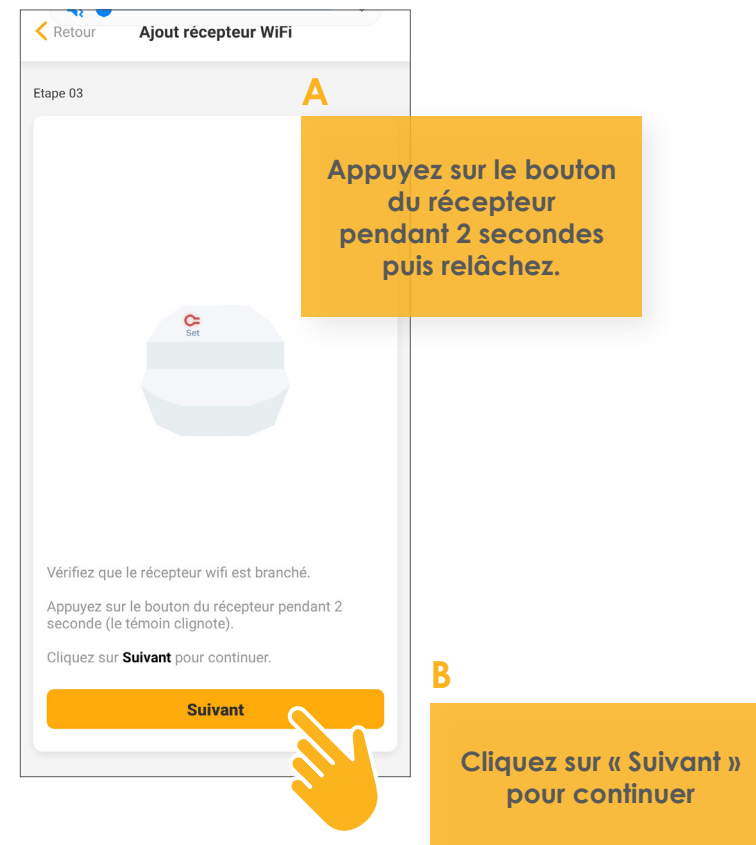 Retour
Ajout récepteur WiFi
Etape 03
A
Appuyez sur le bouton
du récepteur
pendant 2 secondes
puis relâchez.
Set
Vérifiez que le récepteur wifi est branché.
Appuyez sur le bouton du récepteur pendant 2
seconde (le témoin clignote).
Cliquez sur Suivant pour continuer.
Suivant
B
Cliquez sur « Suivant »
pour continuer